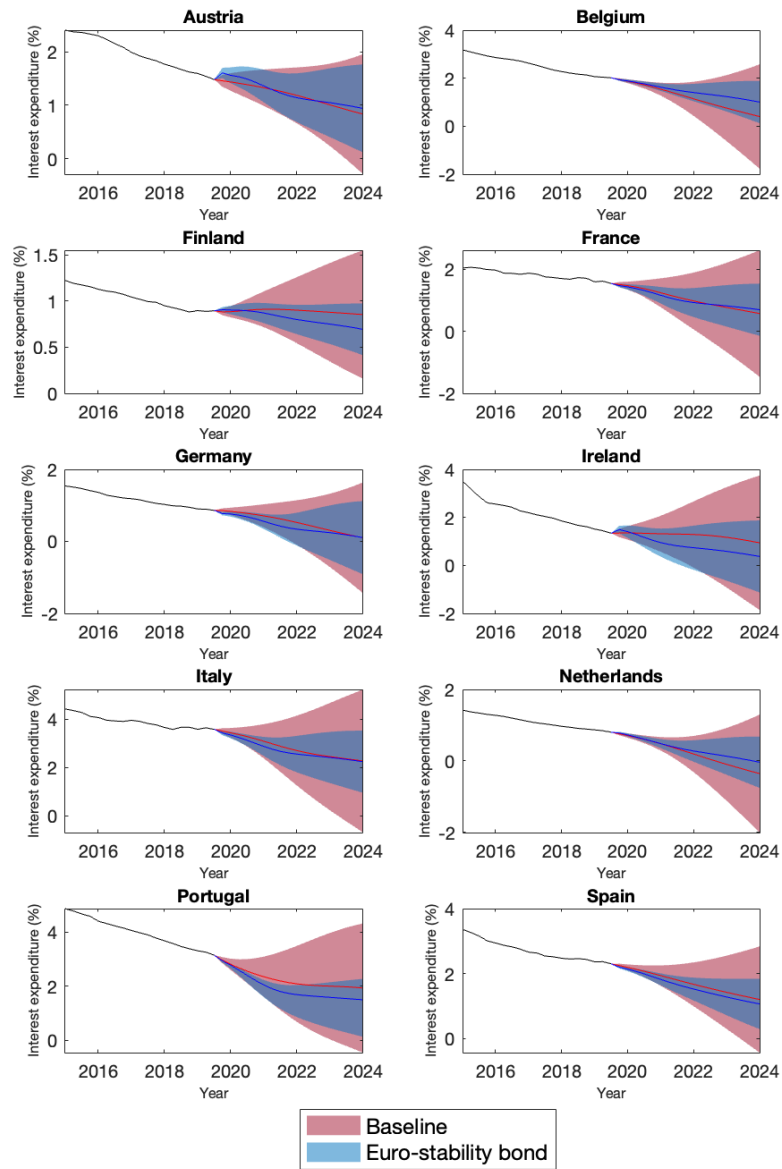 Austria
Interest expenditure (%)
2
1
0
2016 2018 2020 2022 2024
Year
Belgium
Interest expenditure (%)
4
2
0
-2
2016 2018 2020 2022 2024
Year
Finland
Interest expenditure (%)
1.5
1
0.5
0
2016 2018 2020 2022 2024
Year
France
Interest expenditure (%)
2
0
-2
2016 2018 2020 2022 2024
Year
Germany
Interest expenditure (%)
2
0
-2
2016 2018 2020 2022 2024
Year
Ireland
Interest expenditure (%)
4
2
0
-2
2016 2018 2020 2022 2024
Year
Italy
Interest expenditure (%)
4
2
0
2016 2018 2020 2022 2024
Year
Netherlands
Interest expenditure (%)
2
0
-2
2016 2018 2020 2022 2024
Year
Portugal
Interest expenditure (%)
4
2
0
2016 2018 2020 2022 2024
Year
Spain
Interest expenditure (%)
4
2
0
2016 2018 2020 2022 2024
Year
Baseline
Euro-stability bond